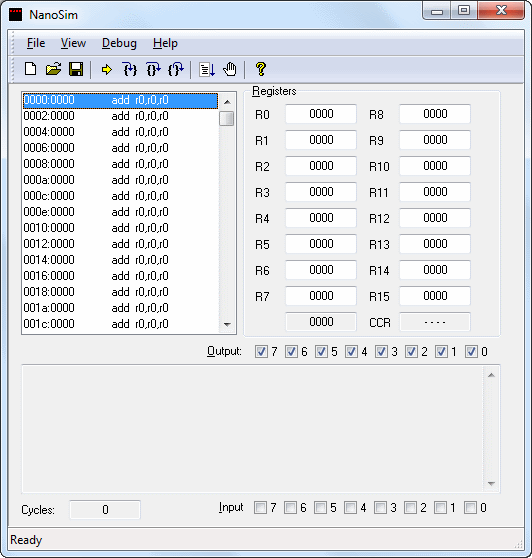 NanoSim
File View Debug Help
Registers
0000:0000 add r0,r0,r0
0002:0000 add r0,r0,r0
0004:0000 add r0,r0,r0
0006:0000 add r0,r0,r0
0008:0000 add r0,r0,r0
000a:0000 add r0,r0,r0
000c:0000 add r0,r0,r0
000e:0000 add r0,r0,r0
0010:0000 add r0,r0,r0
0012:0000 add r0,r0,r0
0014:0000 add r0,r0,r0
0016:0000 add r0,r0,r0
0018:0000 add r0,r0,r0
001a:0000 add r0,r0,r0
001c:0000 add r0,r0,r0
R0 0000 R8 0000
R1 0000 R9 0000
R2 0000 R10 0000
R3 0000 R11 0000
R4 0000 R12 0000
R5 0000 R13 0000
R6 0000 R14 0000
R7 0000 R15 0000
0000 CCR ----
Output: 7 6 5 4 3 2 1 0
Cycles: 0
Input 7 6 5 4 3 2 1 0
Ready